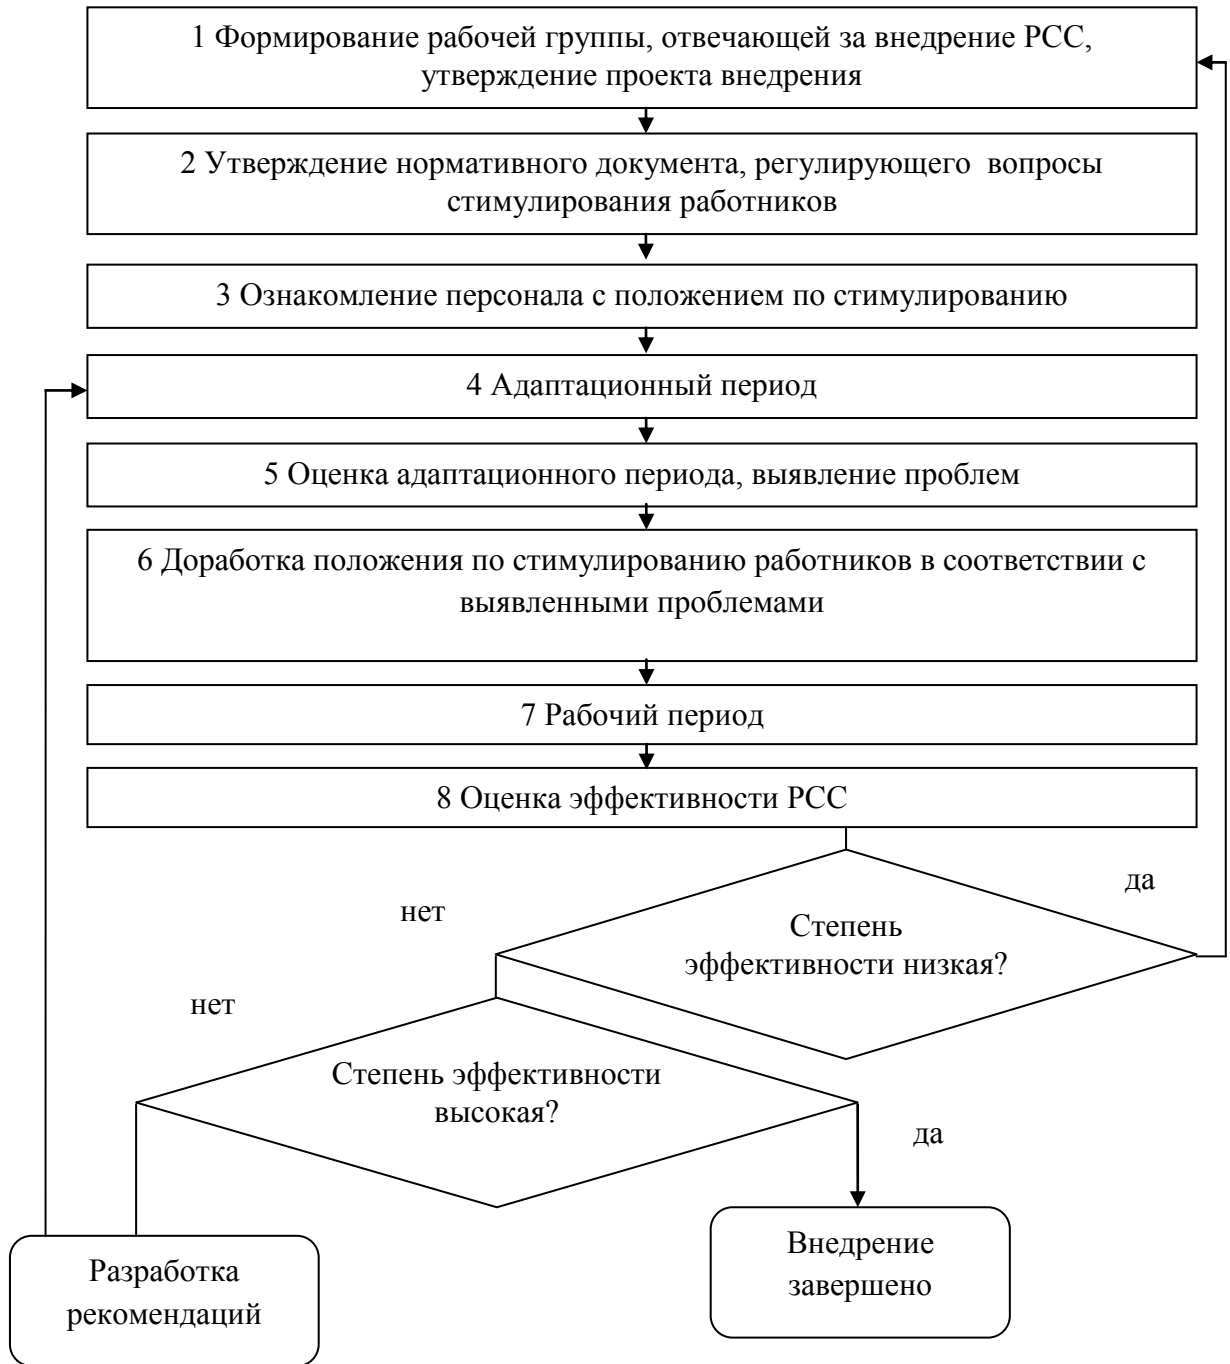 1 Формирование рабочей группы, отвечающей за внедрение РСС,
утверждение проекта внедрения
2 Утверждение нормативного документа, регулирующего вопросы
стимулирования работников
3 Ознакомление персонала с положением по стимулированию
4 Адаптационный период
5 Оценка адаптационного периода, выявление проблем
6 Доработка положения по стимулированию работников в соответствии с
выявленными проблемами
7 Рабочий период
8 Оценка эффективности РСС
да
нет
Степень
эффективности низкая?
нет
Степень эффективности
высокая?
да
Внедрение
завершено
Разработка
рекомендаций